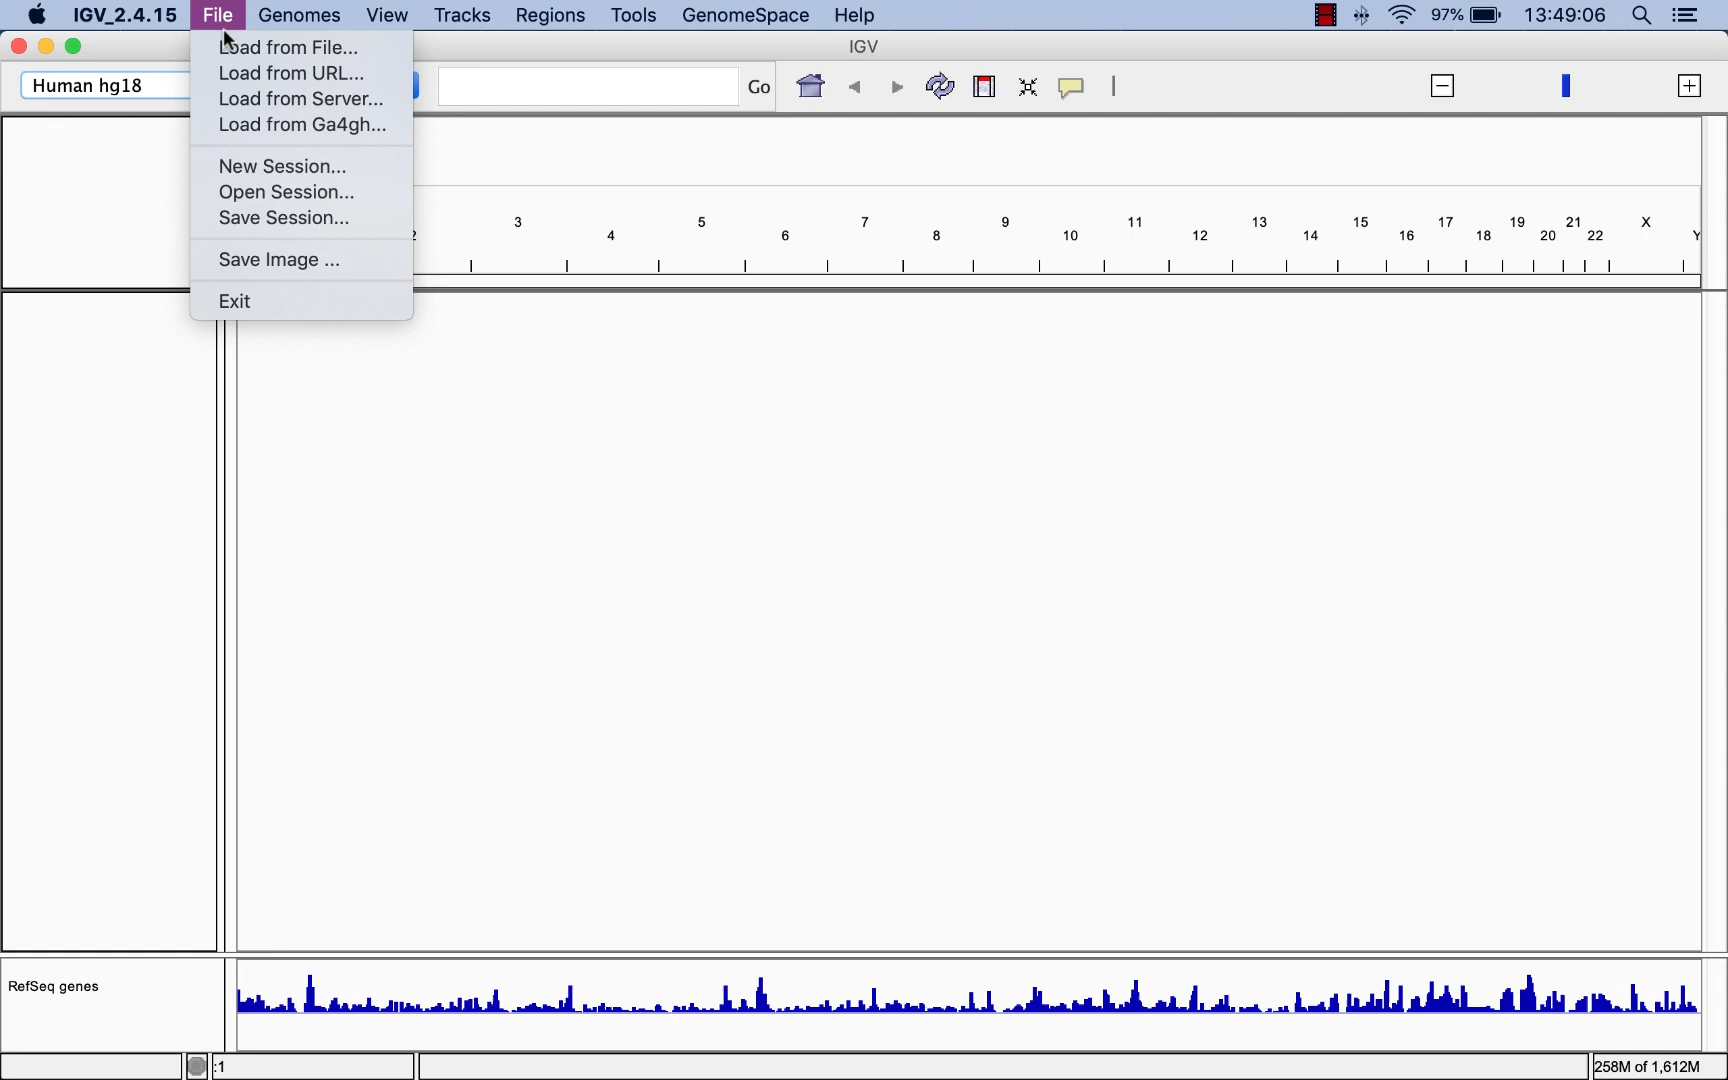 IGV_2.4.15 File Genomes View Tracks Regions Tools GenomeSpace Help 97% 13:49:06
IGV
Human hg18 Go
Load from File...
Load from URL...
Load from Server...
Load from Ga4gh...
New Session...
Open Session...
Save Session...
Save Image ...
Exit
3 5 7 9 11 13 15 17 19 21 X
2 4 6 8 10 12 14 16 18 20 22 Y
RefSeq genes
:1 258M of 1,612M